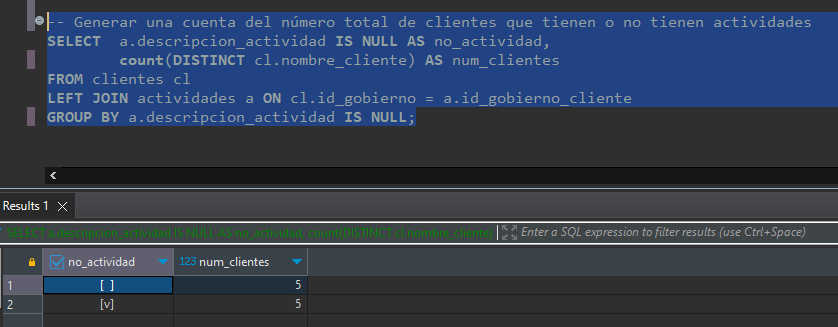 -- Generar una cuenta del número total de clientes que tienen o no tienen actividades
SELECT a.descripcion_actividad IS NULL AS no_actividad,
count(DISTINCT cl.nombre_cliente) AS num_clientes
FROM clientes cl
LEFT JOIN actividades a ON cl.id_gobierno = a.id_gobierno_cliente
GROUP BY a.descripcion_actividad IS NULL;
Results 1
SELECT a.descripcion_actividad IS NULL AS no_actividad, count(DISTINCT cl.nombre_cliente) Enter a SQL expression to filter results (use Ctrl+Space)
no_actividad 123 num_clientes
1 [ ] 5
2 [v] 5